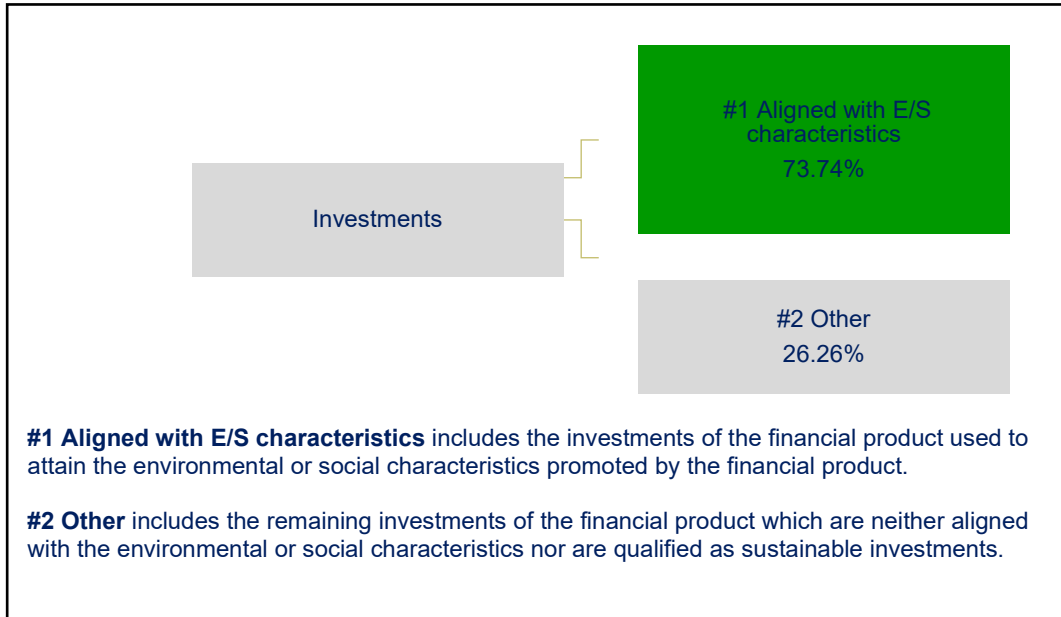 #1 Aligned with E/S
characteristics
73.74%
Investments
#2 Other
26.26%
#1 Aligned with E/S characteristics includes the investments of the financial product used to
attain the environmental or social characteristics promoted by the financial product.
#2 Other includes the remaining investments of the financial product which are neither aligned
with the environmental or social characteristics nor are qualified as sustainable investments.